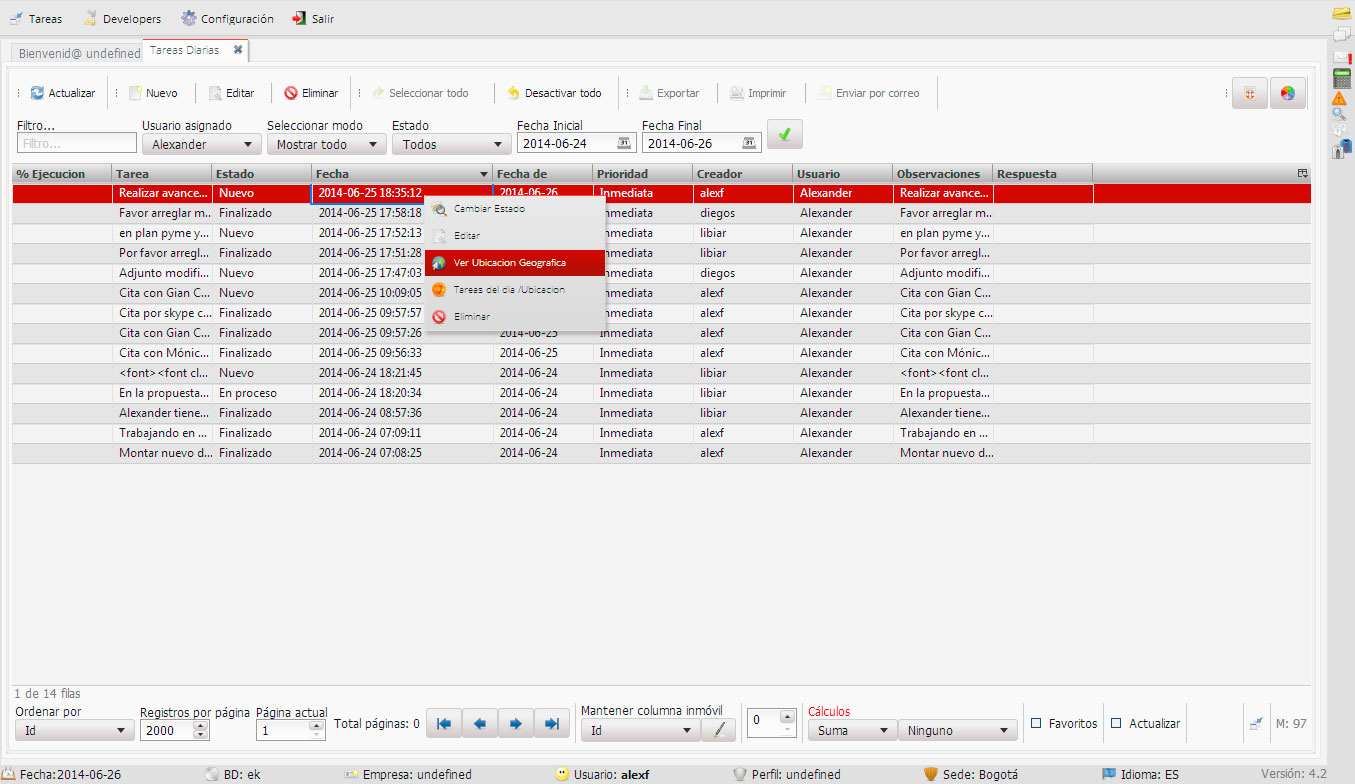 Tareas Developers Configuración Salir
Bienvenid@ undefined Tareas Diarias
Actualizar Nuevo Editar Eliminar Seleccionar todo Desactivar todo Exportar Imprimir Enviar por correo
Filtro... Usuario asignado Seleccionar modo Estado Fecha Inicial Fecha Final
Filtro... Alexander Mostrar todo Todos 2014-06-24 31 2014-06-26 31
% Ejecucion Tarea Estado Fecha Fecha de Prioridad Creador Usuario Observaciones Respuesta
Realizar avance... Nuevo 2014-06-25 18:35:12 2014-06-26 Inmediata alexf Alexander Realizar avance...
Favor arreglar m... Finalizado 2014-06-25 17:58:18 Cambiar Estado nmediata diegos Alexander Favor arreglar m...
en plan pyme y... Nuevo 2014-06-25 17:52:13 Editar nmediata libiar Alexander en plan pyme y...
Por favor arregl... Finalizado 2014-06-25 17:51:28 Ver Ubicacion Geografica nmediata libiar Alexander Por favor arregl...
Adjunto modifi... Nuevo 2014-06-25 17:47:03 nmediata diegos Alexander Adjunto modifi...
Cita con Gian C... Nuevo 2014-06-25 10:09:05 Tareas del dia /Ubicacion nmediata alexf Alexander Cita con Gian C...
Cita por skype c... Finalizado 2014-06-25 09:57:57 Eliminar nmediata alexf Alexander Cita por skype c...
Cita con Gian C... Finalizado 2014-06-25 09:57:26 2014-06-25 Inmediata alexf Alexander Cita con Gian C...
Cita con Mónic... Finalizado 2014-06-25 09:56:33 2014-06-25 Inmediata alexf Alexander Cita con Mónic...
<font><font cl... Nuevo 2014-06-24 18:21:45 2014-06-24 Inmediata libiar Alexander <font><font cl...
En la propuesta... En proceso 2014-06-24 18:20:34 2014-06-24 Inmediata libiar Alexander En la propuesta...
Alexander tiene... Finalizado 2014-06-24 08:57:36 2014-06-24 Inmediata libiar Alexander Alexander tiene...
Trabajando en ... Finalizado 2014-06-24 07:09:11 2014-06-24 Inmediata alexf Alexander Trabajando en ...
Montar nuevo d... Finalizado 2014-06-24 07:08:25 2014-06-24 Inmediata alexf Alexander Montar nuevo d...
1 de 14 filas
Ordenar por Registros por página Página actual Total páginas: 0 Mantener columna inmóvil Cálculos
Id 2000 1 Id 0 Suma Ninguno Favoritos Actualizar M: 97
Fecha:2014-06-26 BD: ek Empresa: undefined Usuario: alexf Perfil: undefined Sede: Bogotá Idioma: ES Versión: 4.2